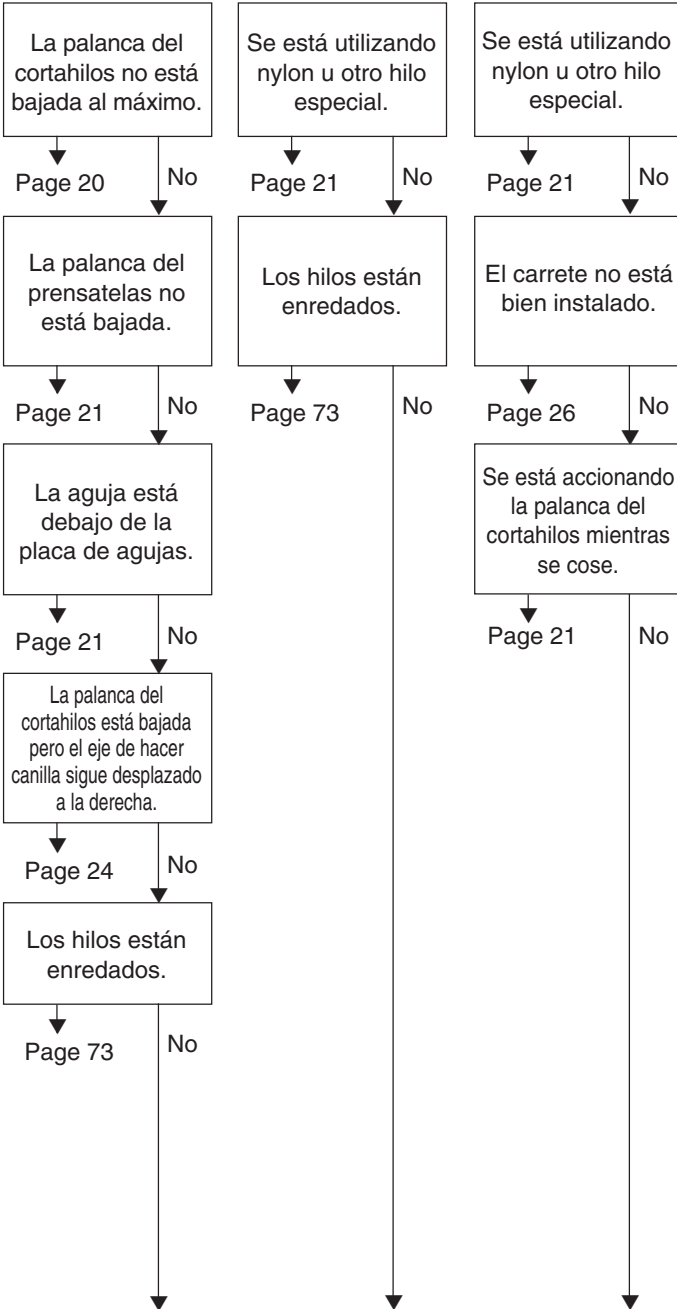 La palanca del
cortahilos no está
bajada al máximo.
Page 20
No
La palanca del
prensatelas no
está bajada.
Page 21
No
La aguja está
debajo de la
placa de agujas.
Page 21
No
La palanca del
cortahilos está bajada
pero el eje de hacer
canilla sigue desplazado
a la derecha.
Page 24
No
Los hilos están
enredados.
Page 73
No
Se está utilizando
nylon u otro hilo
especial.
Page 21
No
Los hilos están
enredados.
Page 73
No
Se está utilizando
nylon u otro hilo
especial.
Page 21
No
El carrete no está
bien instalado.
Page 26
No
Se está accionando
la palanca del
cortahilos mientras
se cose.
Page 21
No